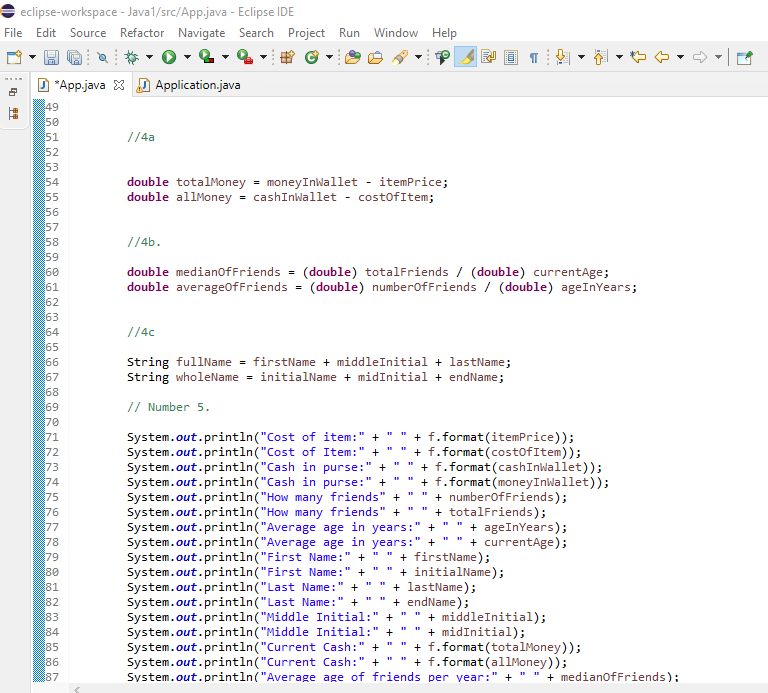 eclipse-workspace - Java1/src/App.java - Eclipse IDE
File Edit Source Refactor Navigate Search Project Run Window Help
*App.java Application.java
49
50
51 //4a
52
53
54 double totalMoney = moneyInWallet - itemPrice;
55 double allMoney = cashInWallet - costOfItem;
56
57
58 //4b.
59
60 double medianOfFriends = (double) totalFriends / (double) currentAge;
61 double averageOfFriends = (double) numberOfFriends / (double) ageInYears;
62
63
64 //4c
65
66 String fullName = firstName + middleInitial + lastName;
67 String wholeName = initialName + midInitial + endName;
68
69 // Number 5.
70
71 System.out.println("Cost of item:" + " " + f.format(itemPrice));
72 System.out.println("Cost of Item:" + " " + f.format(costOfItem));
73 System.out.println("Cash in purse:" + " " + f.format(cashInWallet));
74 System.out.println("Cash in purse:" + " " + f.format(moneyInWallet));
75 System.out.println("How many friends" + " " + numberOfFriends);
76 System.out.println("How many friends" + " " + totalFriends);
77 System.out.println("Average age in years:" + " " + ageInYears);
78 System.out.println("Average age in years:" + " " + currentAge);
79 System.out.println("First Name:" + " " + firstName);
80 System.out.println("First Name:" + " " + initialName);
81 System.out.println("Last Name:" + " " + lastName);
82 System.out.println("Last Name:" + " " + endName);
83 System.out.println("Middle Initial:" + " " + middleInitial);
84 System.out.println("Middle Initial:" + " " + midInitial);
85 System.out.println("Current Cash:" + " " + f.format(totalMoney));
86 System.out.println("Current Cash:" + " " + f.format(allMoney));
87 System.out.println("Average age of friends per year:" + " " + medianOfFriends);